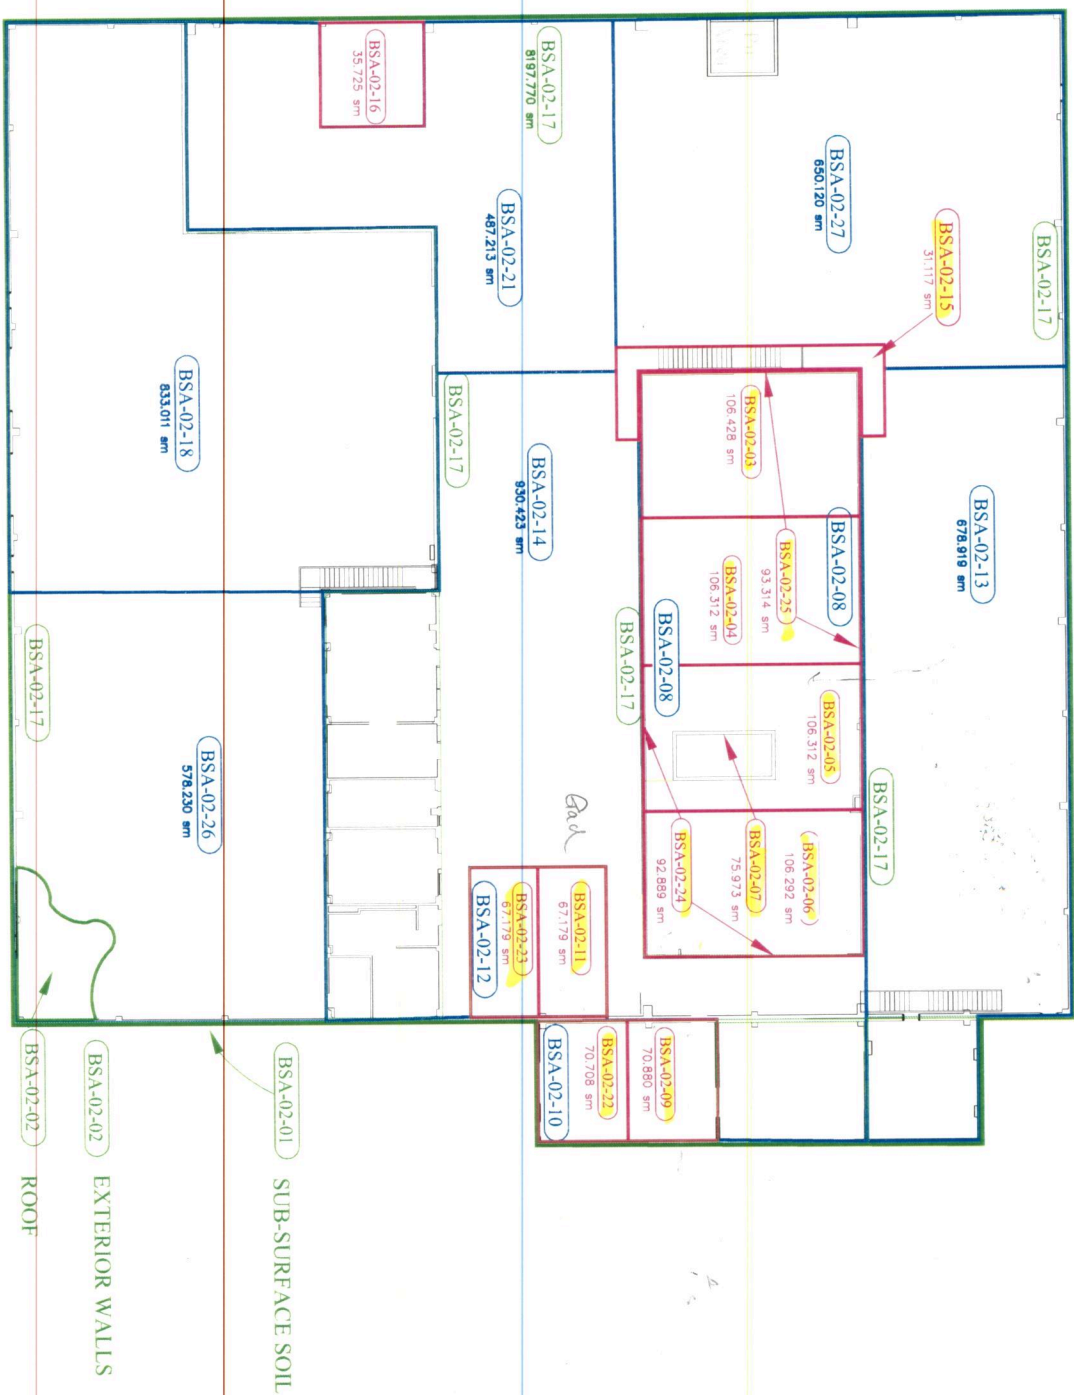 BSA-02-16
35.725 sm
BSA-02-17
8197.770 sm
BSA-02-27
650.120 sm
BSA-02-15
31.117 sm
BSA-02-17
BSA-02-21
487.213 sm
BSA-02-18
833.011 sm
BSA-02-17
BSA-02-14
930.423 sm
BSA-02-03
106.428 sm
BSA-02-13
678.919 sm
BSA-02-08
BSA-02-25
93.314 sm
BSA-02-04
106.312 sm
BSA-02-08
BSA-02-17
BSA-02-05
106.312 sm
BSA-02-17
BSA-02-17
BSA-02-26
578.230 sm
BSA-02-06
106.292 sm
BSA-02-07
75.973 sm
BSA-02-24
92.889 sm
BSA-02-11
67.179 sm
BSA-02-23
67.179 sm
BSA-02-12
BSA-02-09
70.880 sm
BSA-02-22
70.708 sm
BSA-02-10
BSA-02-01
SUB-SURFACE SOIL
BSA-02-02
EXTERIOR WALLS
BSA-02-02
ROOF